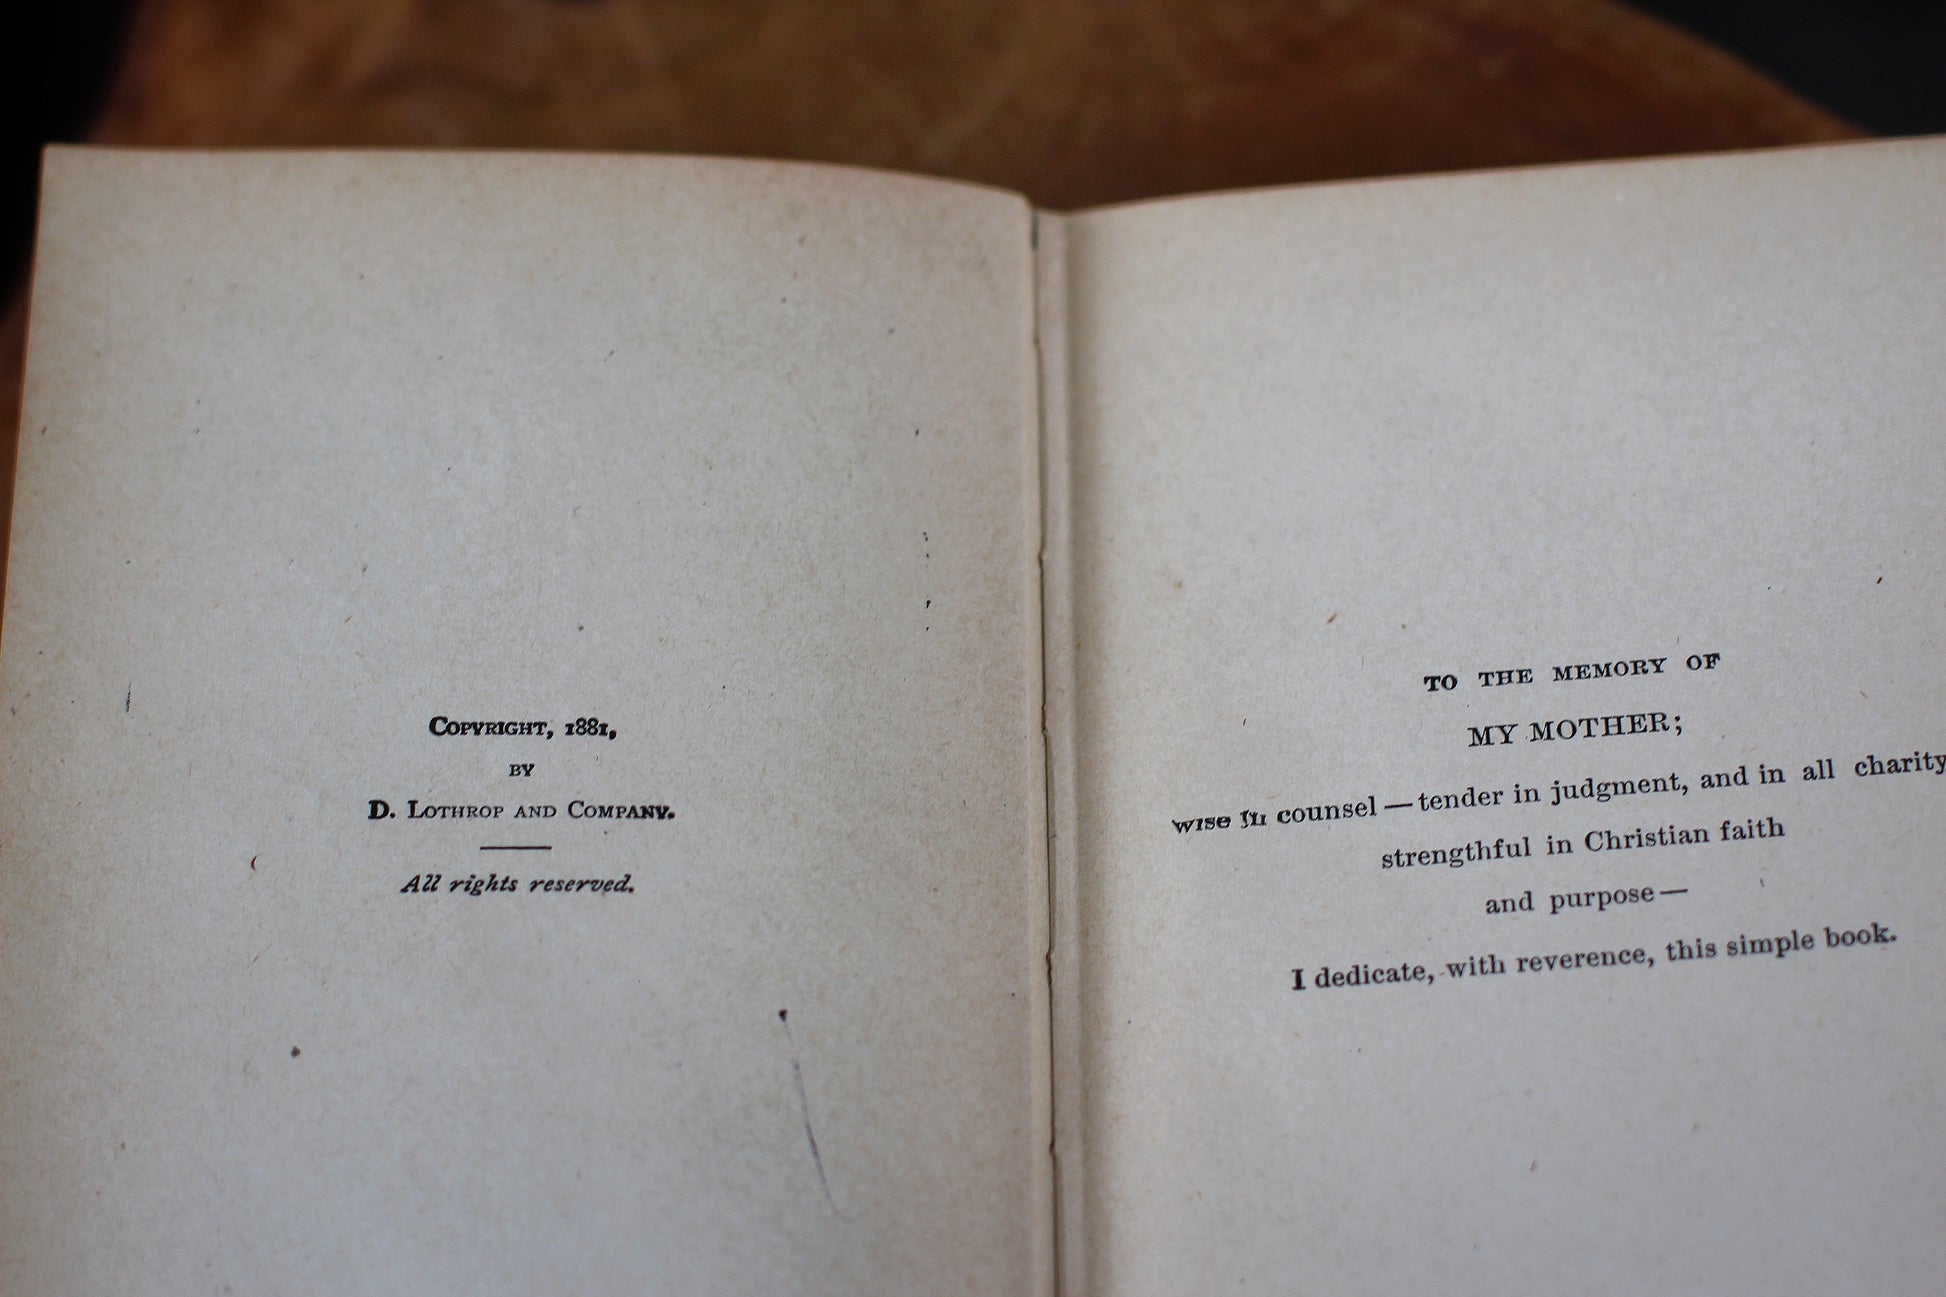 COPYRIGHT, 1881,
BY
D. LOTHROP AND COMPANY.
All rights reserved.
TO THE MEMORY OF
MY MOTHER;
wise in counsel — tender in judgment, and in all charity
strengthful in Christian faith
and purpose —
I dedicate, with reverence, this simple book.